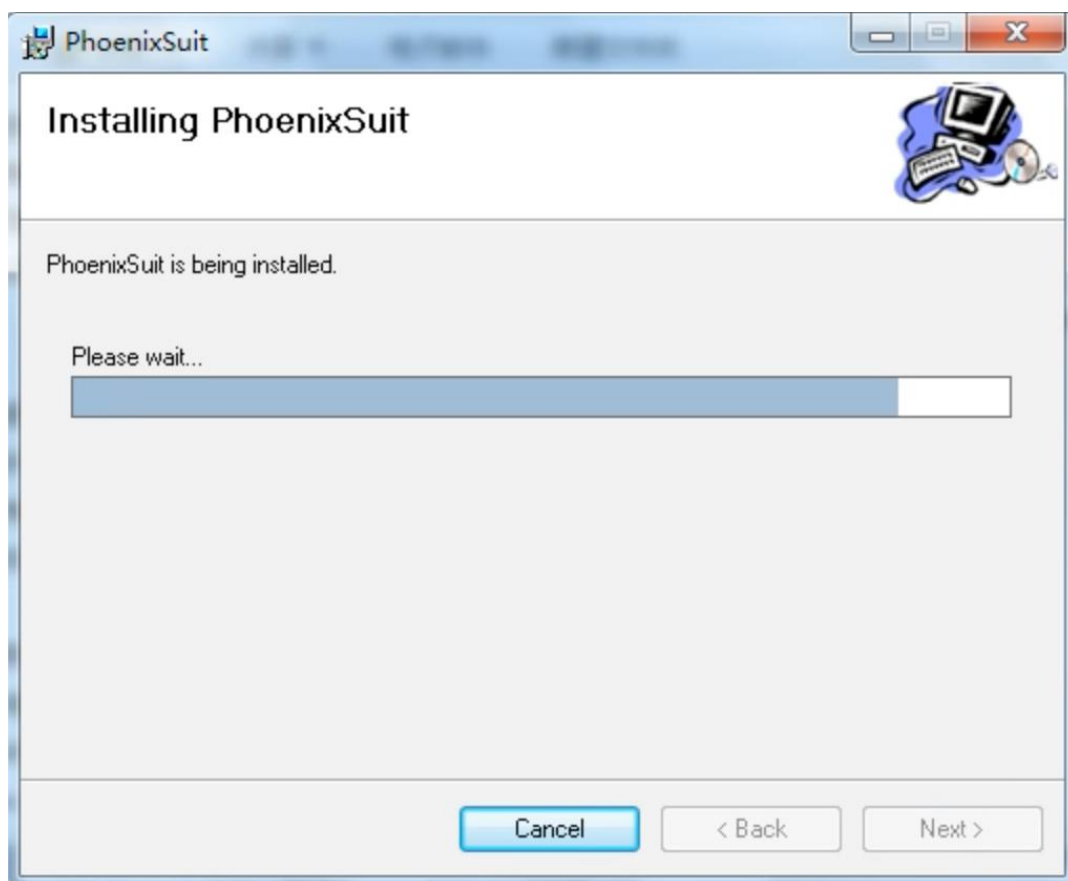 PhoenixSuit
Installing PhoenixSuit
PhoenixSuit is being installed.
Please wait...
Cancel
< Back
Next >